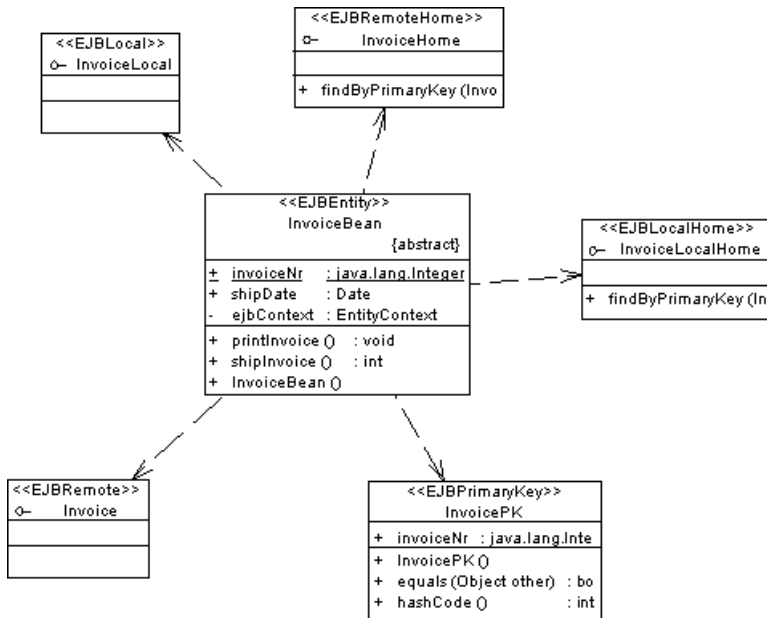 <<EJBLocal>>
InvoiceLocal
<<EJBRemoteHome>>
InvoiceHome
+ findByPrimaryKey (Invo
<<EJBEntity>>
InvoiceBean
{abstract}
+ invoiceNr : java.lang.Integer
+ shipDate : Date
- ejbContext : EntityContext
+ printInvoice () : void
+ shipInvoice () : int
+ InvoiceBean ()
<<EJBLocalHome>>
InvoiceLocalHome
+ findByPrimaryKey (In
<<EJBRemote>>
Invoice
<<EJBPrimaryKey>>
InvoicePK
+ invoiceNr : java.lang.Inte
+ InvoicePK ()
+ equals (Object other) : bo
+ hashCode () : int